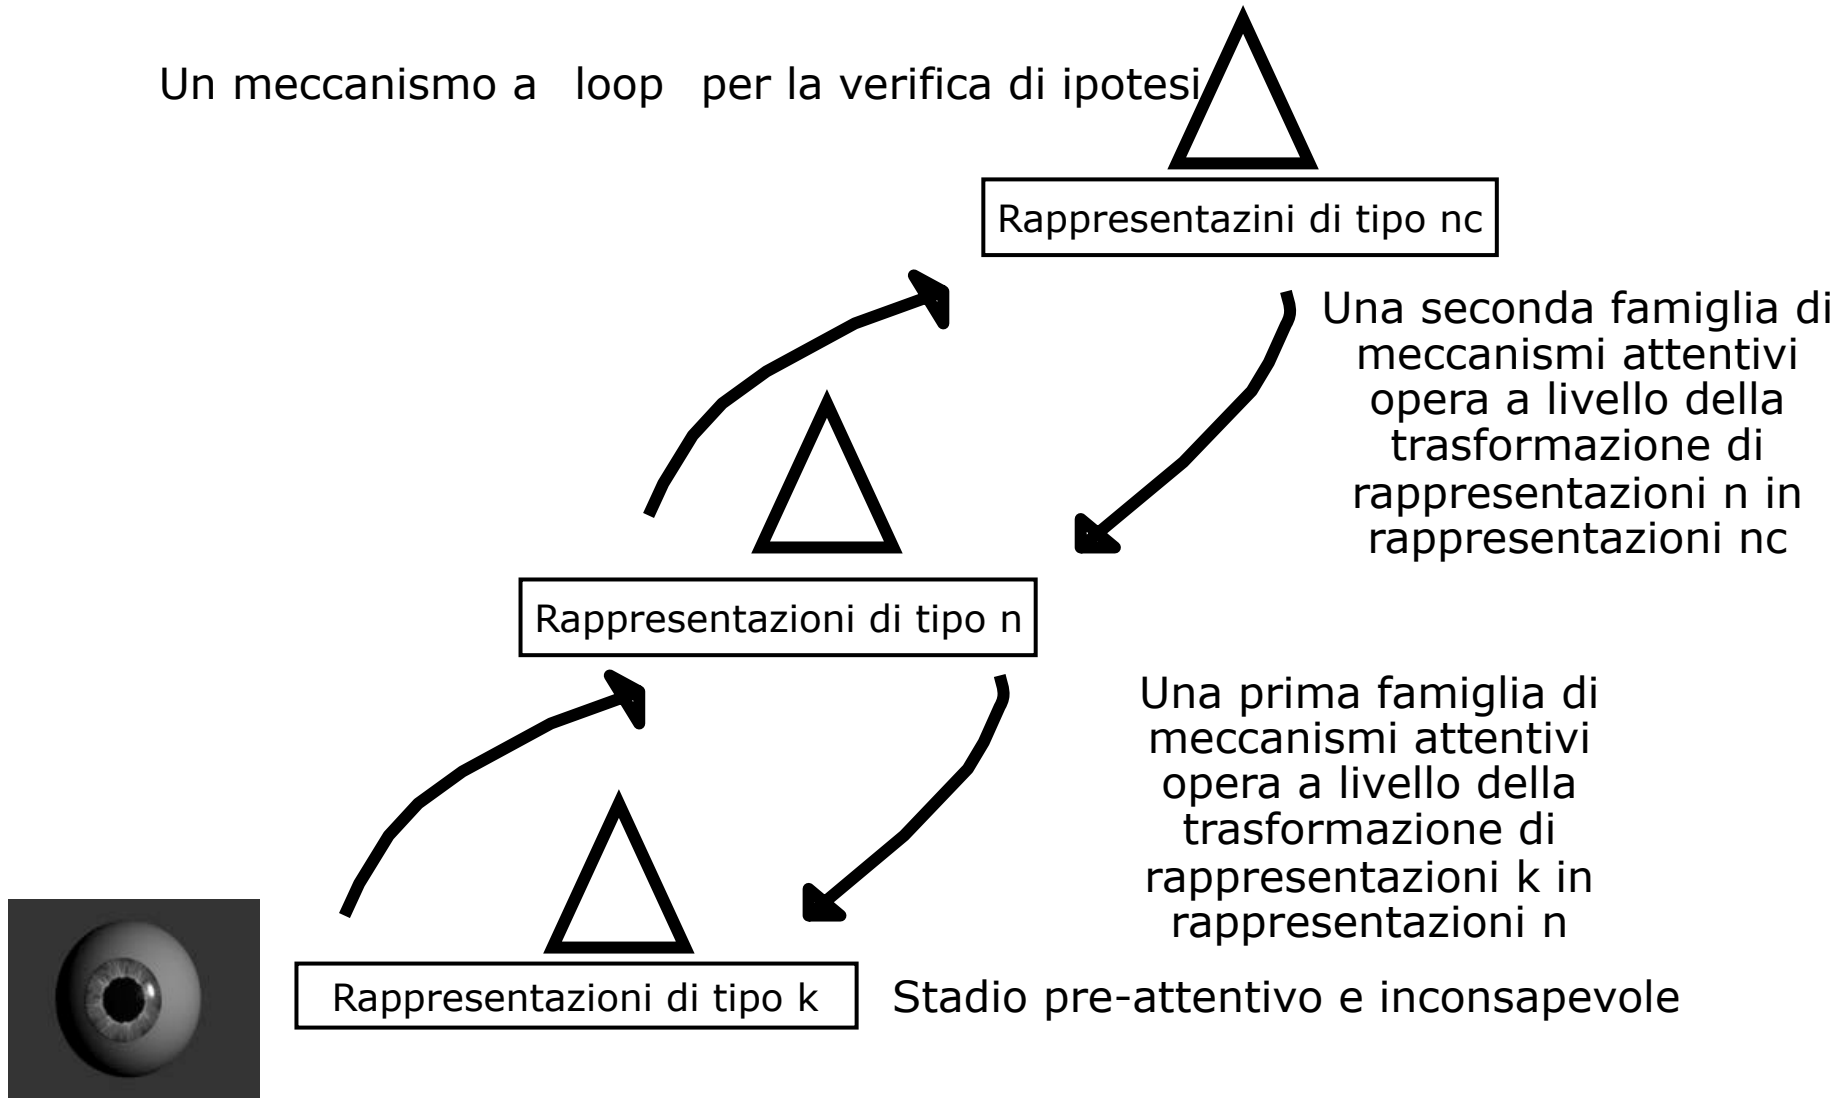 Un meccanismo a loop per la verifica di ipotesi
Rappresentazini di tipo nc
Una seconda famiglia di
meccanismi attentivi
opera a livello della
trasformazione di
rappresentazioni n in
rappresentazioni nc
Rappresentazioni di tipo n
Una prima famiglia di
meccanismi attentivi
opera a livello della
trasformazione di
rappresentazioni k in
rappresentazioni n
Rappresentazioni di tipo k
Stadio pre-attentivo e inconsapevole